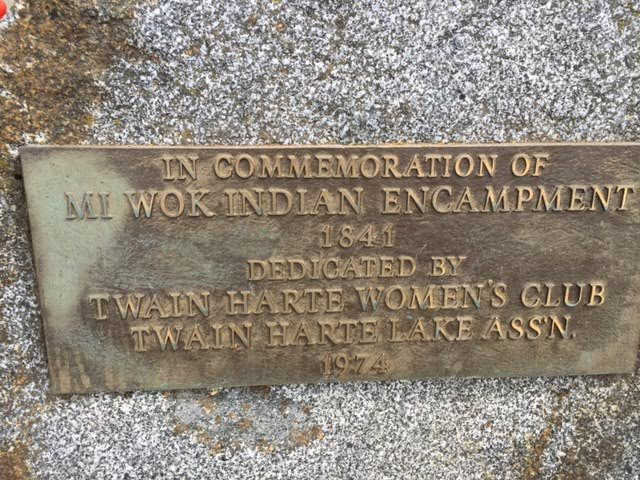 IN COMMEMORATION OF
MI WOK INDIAN ENCAMPMENT
1841
DEDICATED BY
TWAIN HARTE WOMEN'S CLUB
TWAIN HARTE LAKE ASS'N.
1974